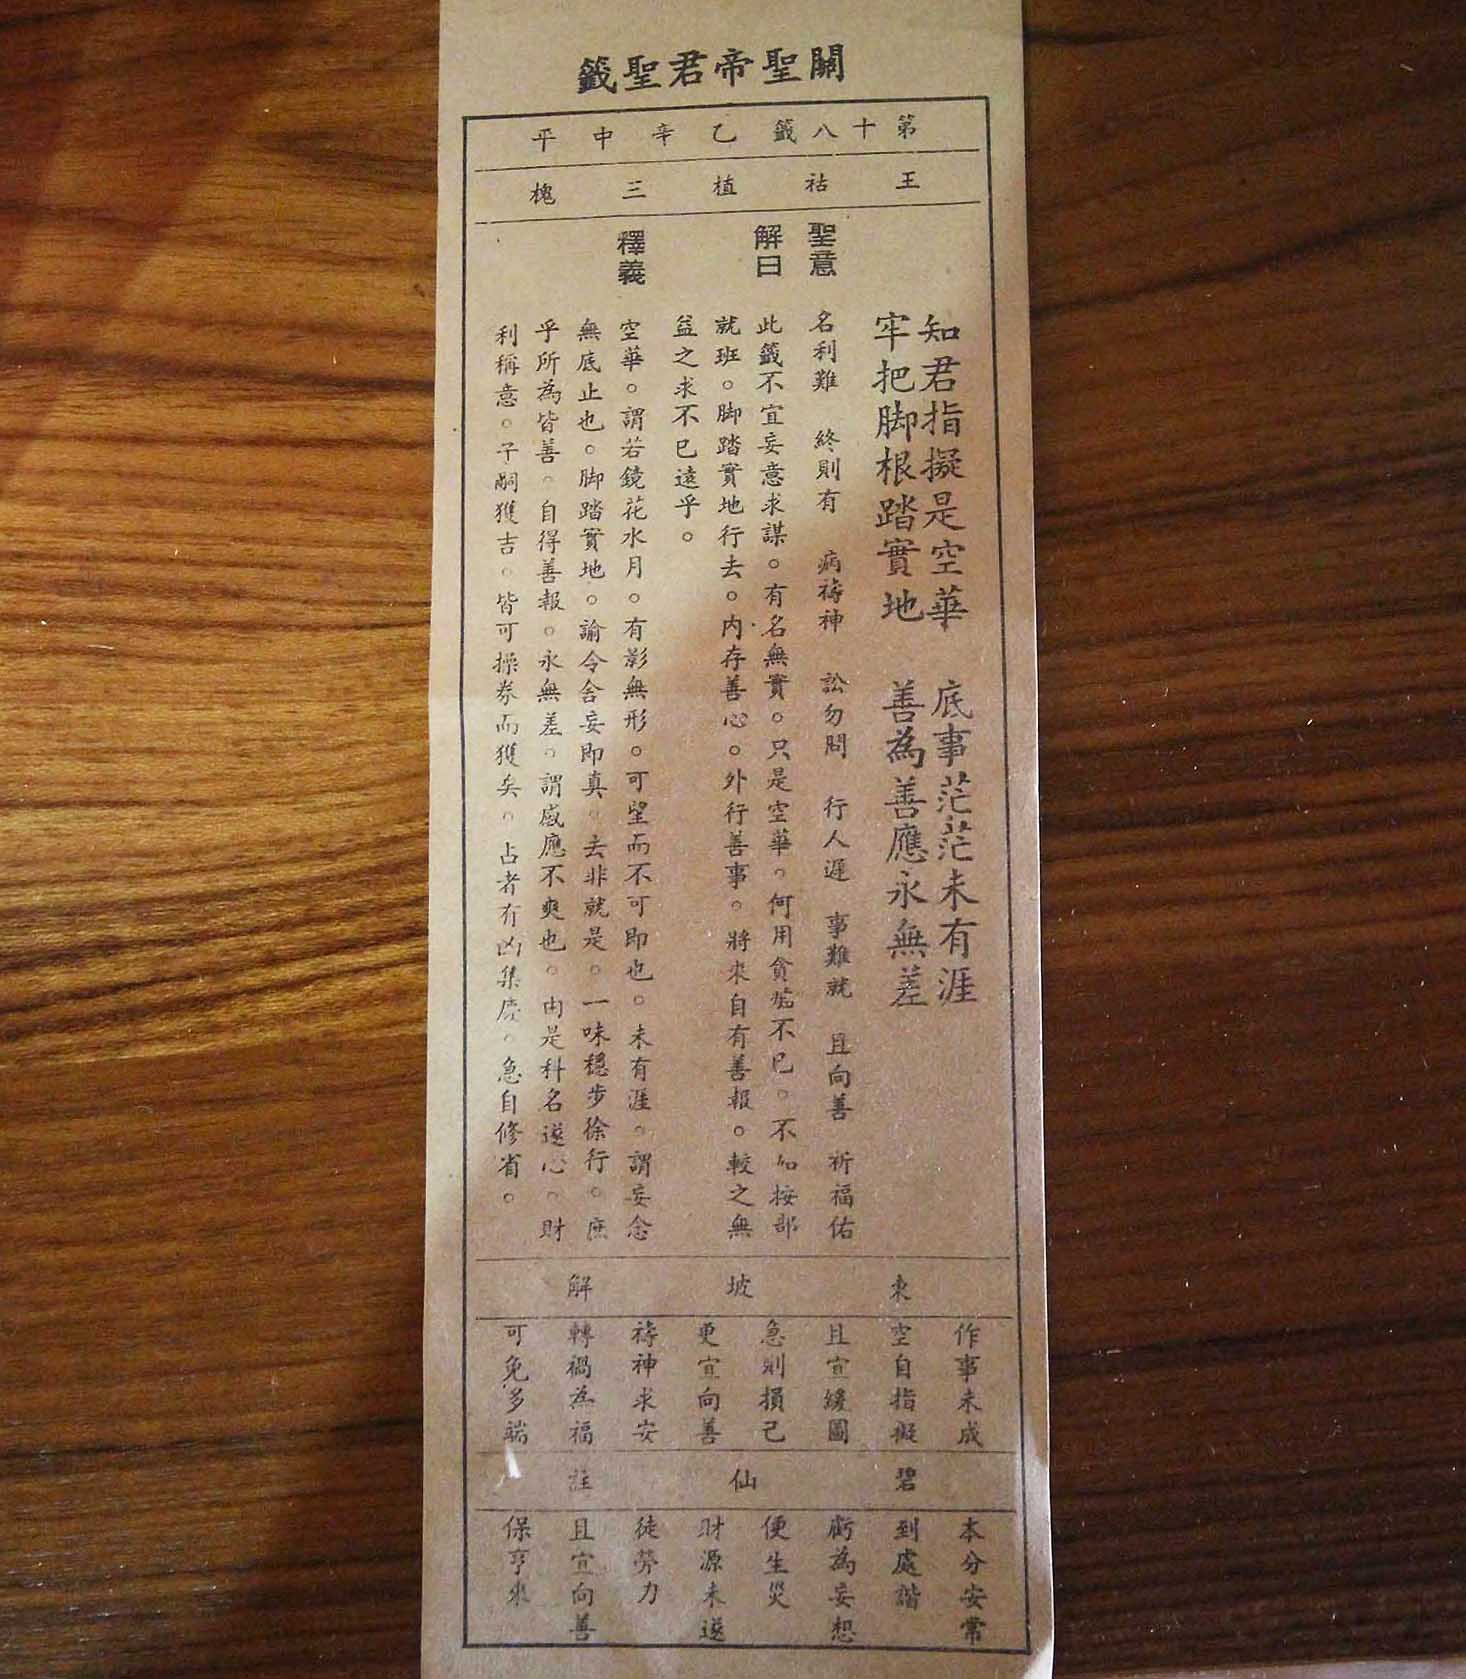 關聖帝君聖籤
第十八籤乙辛中平
王祜植三槐
知君指擬是空華 底事茫茫未有涯
牢把脚根踏實地 善為善應永無差
聖意
名利難 終則有 病禱神 訟勿問 行人遲 事難就 且向善 祈福佑
解曰
此籤不宜妄意求謀。有名無實。只是空華。何用貪婪不已。不如按部
就班。脚踏實地行去。内存善心。外行善事。將來自有善報。較之無
益之求不已遠乎。
釋義
空華。謂若鏡花水月。有影無形。可望而不可即也。未有涯。謂妄念
無底止也。脚踏實地。諭令舍妄即真。去非就是。一味穩步徐行。庶
乎所為皆善。自得善報。永無差。謂感應不爽也。由是科名遂心。財
利稱意。子嗣獲吉。皆可操券而獲矣。占者有凶集慶。急自修省。
東坡解
作事未成
空自指擬
且宜緩圖
急則損己
更宜向善
禱神求安
轉禍為福
可免多端
碧仙註
本分安常
到處諧
虧為妄想
便生災
財源未遂
徒勞力
且宜向善
保亨來